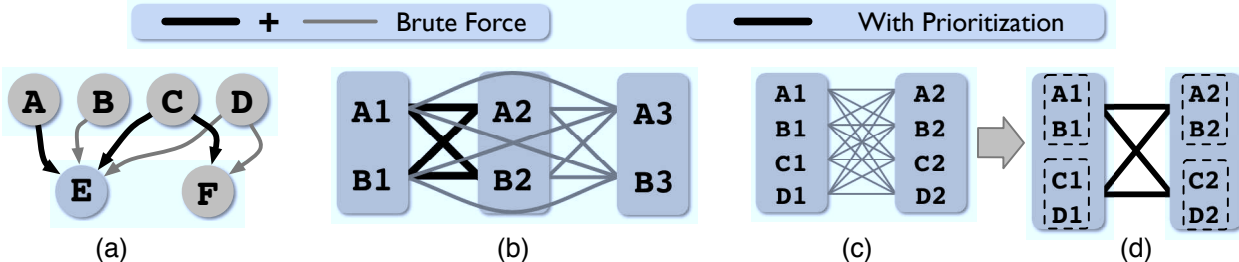 + Brute Force
With Prioritization
A B C D
E F
A1 A2 A3
B1 B2 B3
A1 A2
B1 B2
C1 C2
D1 D2
A1 A2
B1 B2
C1 C2
D1 D2
(a) (b) (c) (d)